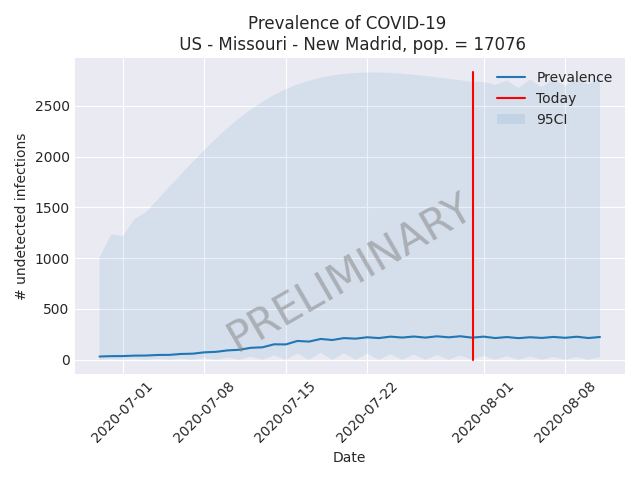 Prevalence of COVID-19
US - Missouri - New Madrid, pop. = 17076
Prevalence
Today
95CI
# undetected infections
2500
2000
1500
1000
500
0
PRELIMINARY
2020-07-01
2020-07-08
2020-07-15
2020-07-22
2020-08-01
2020-08-08
Date